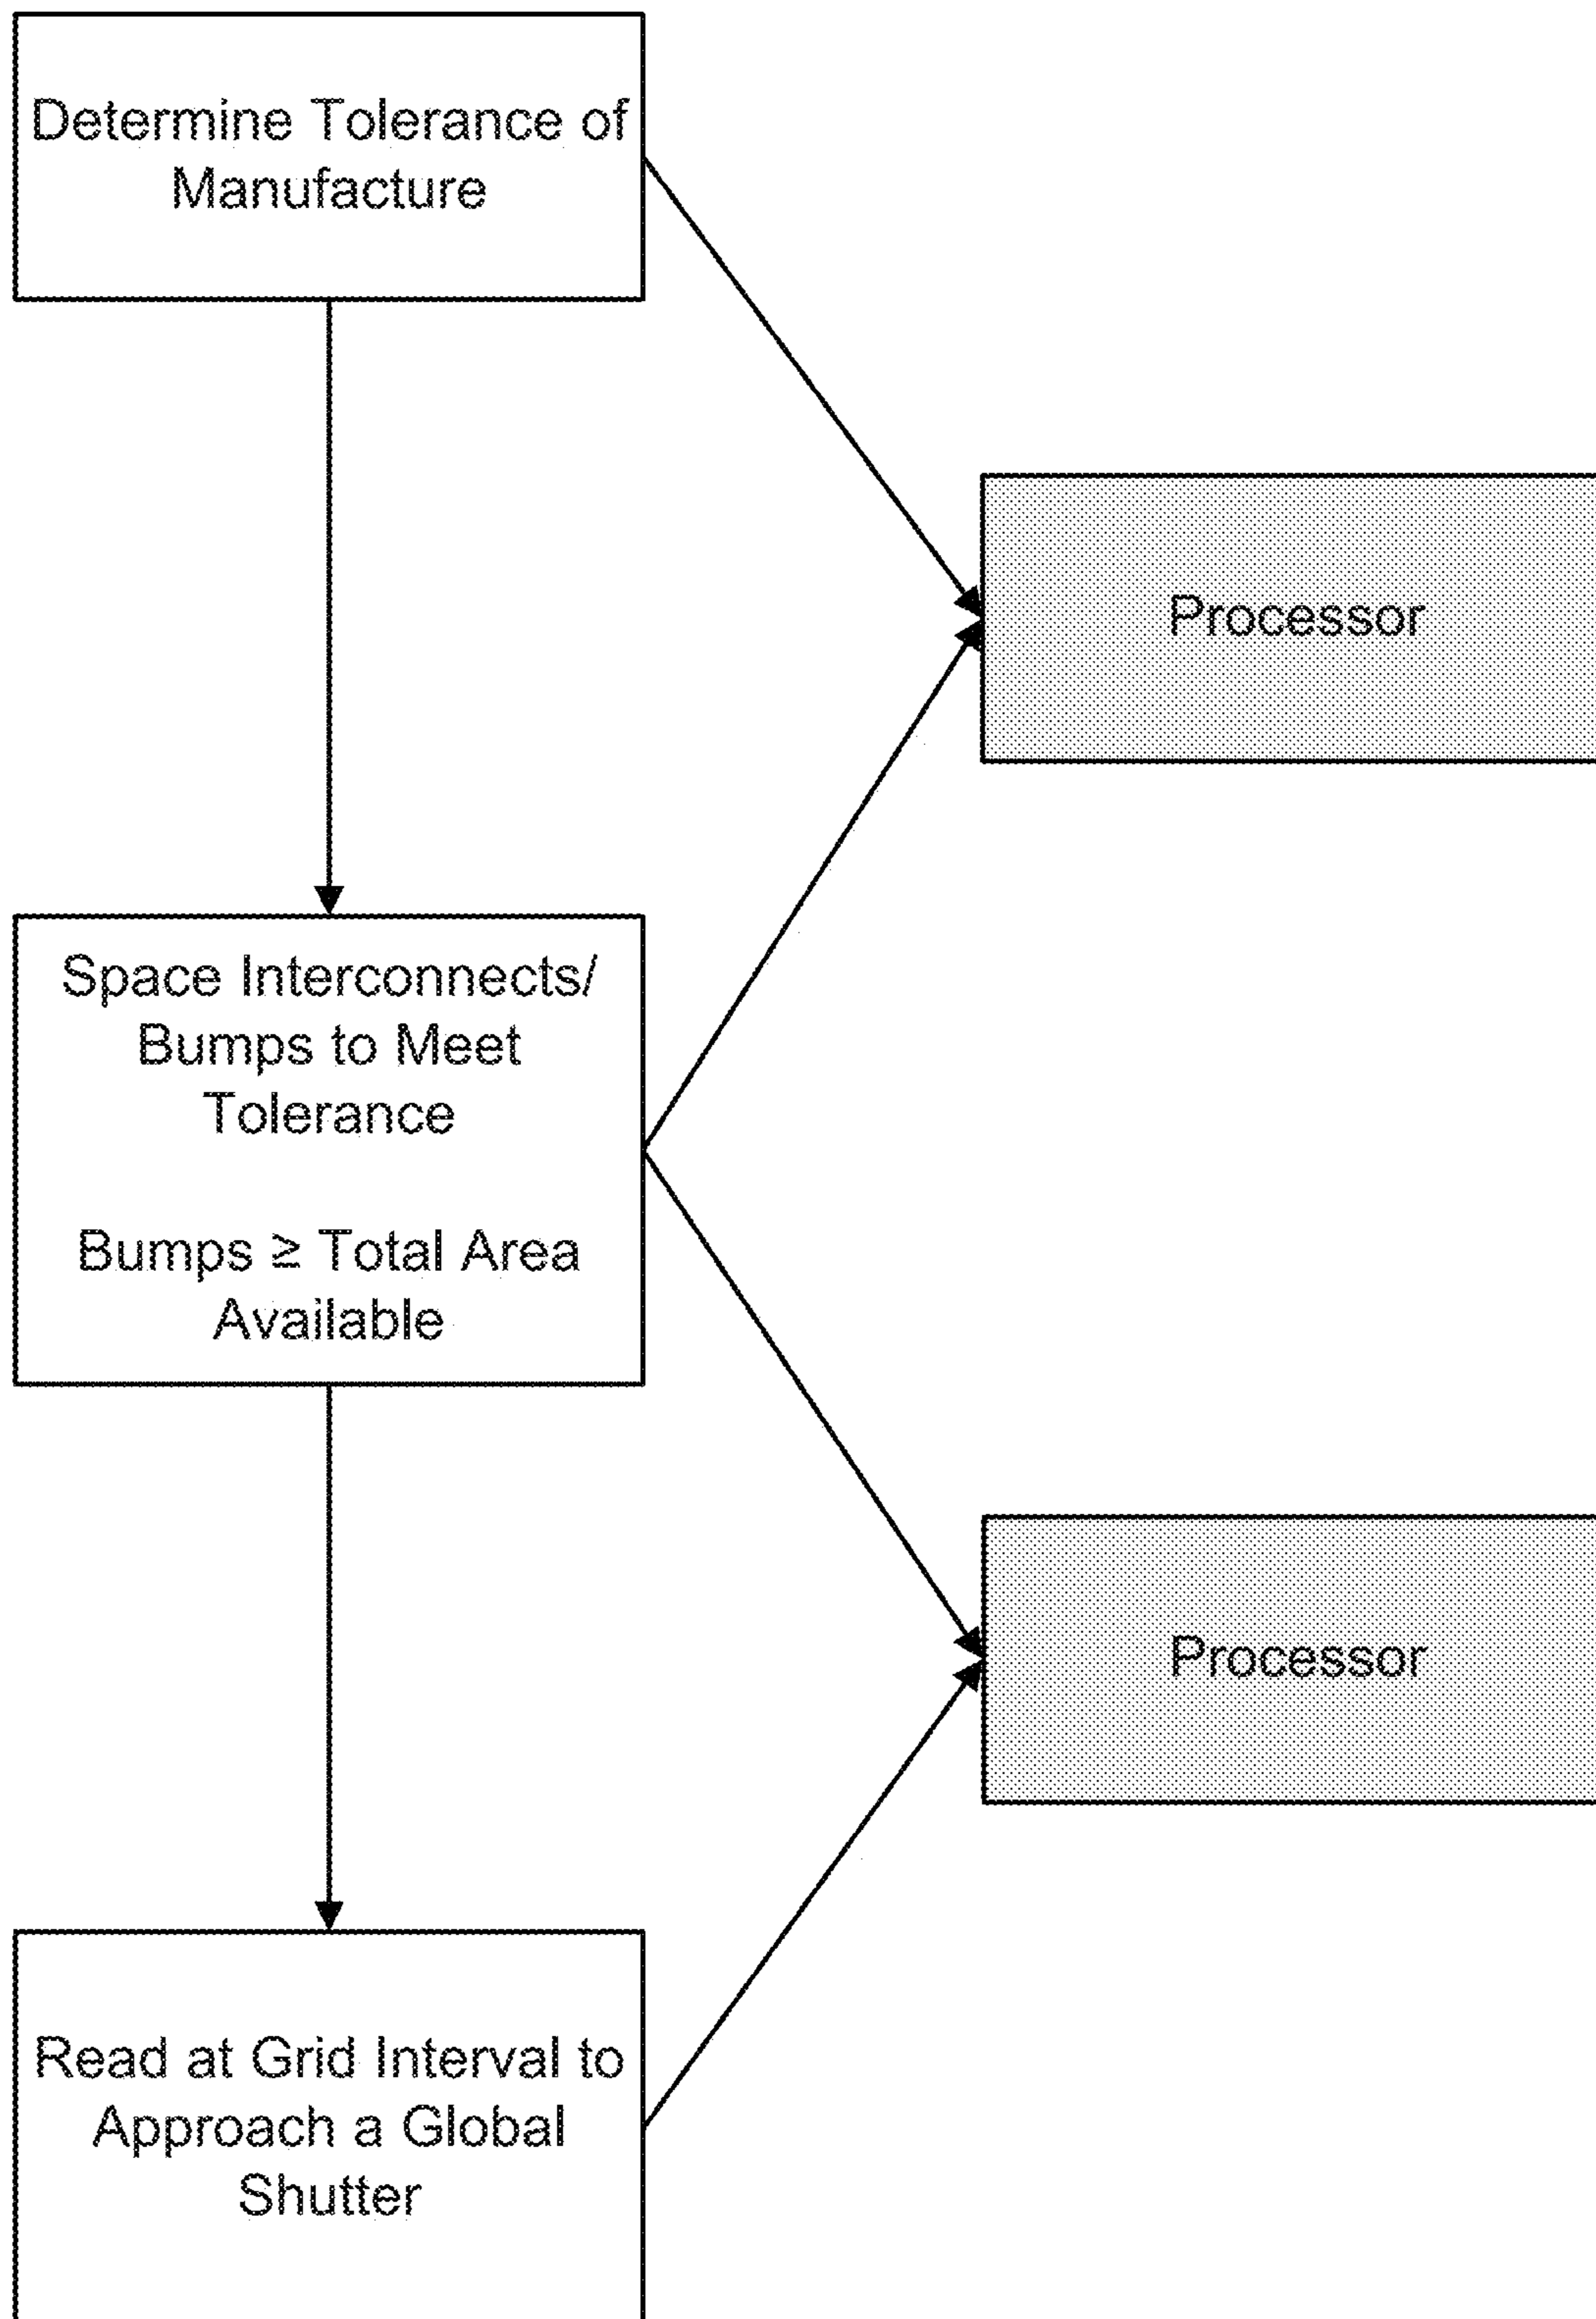 Determine Tolerance of
Manufacture
Processor
Space Interconnects/
Bumps to Meet
Tolerance
Bumps ≥ Total Area
Available
Processor
Read at Grid Interval to
Approach a Global
Shutter